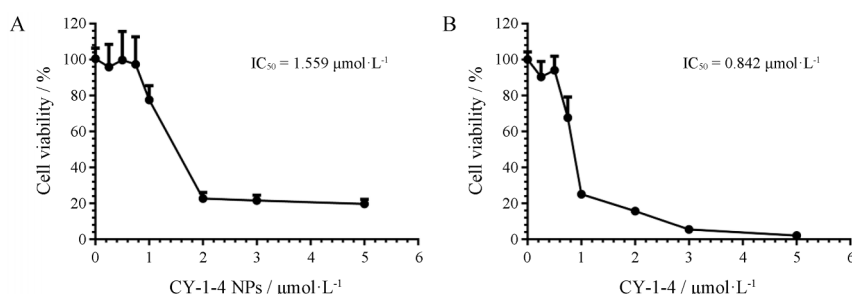 A
120
100
80
60
40
20
0
Cell viability / %
IC₅₀ = 1.559 μmol·L⁻¹
0 1 2 3 4 5 6
CY-1-4 NPs / μmol·L⁻¹
B
120
100
80
60
40
20
0
Cell viability / %
IC₅₀ = 0.842 μmol·L⁻¹
0 1 2 3 4 5 6
CY-1-4 / μmol·L⁻¹